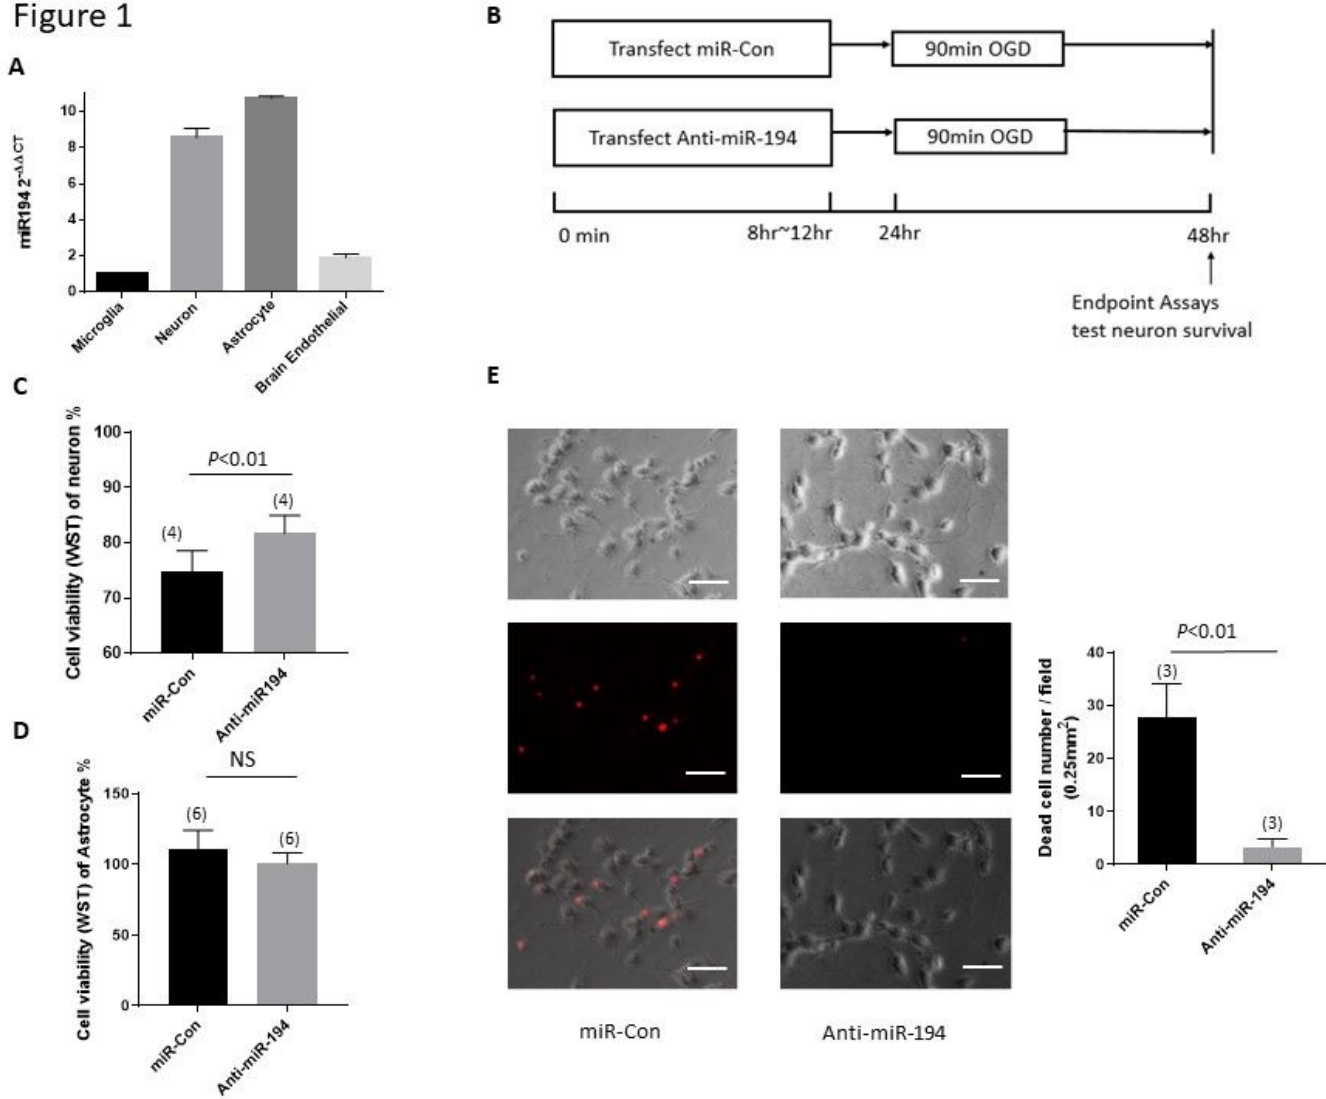 Figure 1
A
miR194 2^-ΔΔCT
10
8
6
4
2
0
Microglia
Neuron
Astrocyte
Brain Endothelial
B
Transfect miR-Con
90min OGD
Transfect Anti-miR-194
90min OGD
0 min
8hr~12hr
24hr
48hr
Endpoint Assays
test neuron survival
C
Cell viability (WST) of neuron %
100
90
80
70
60
P<0.01
(4)
(4)
miR-Con
Anti-miR194
D
Cell viability (WST) of Astrocyte %
150
100
50
0
NS
(6)
(6)
miR-Con
Anti-miR-194
E
miR-Con
Anti-miR-194
Dead cell number / field
(0.25mm²)
40
30
20
10
0
P<0.01
(3)
(3)
miR-Con
Anti-miR-194